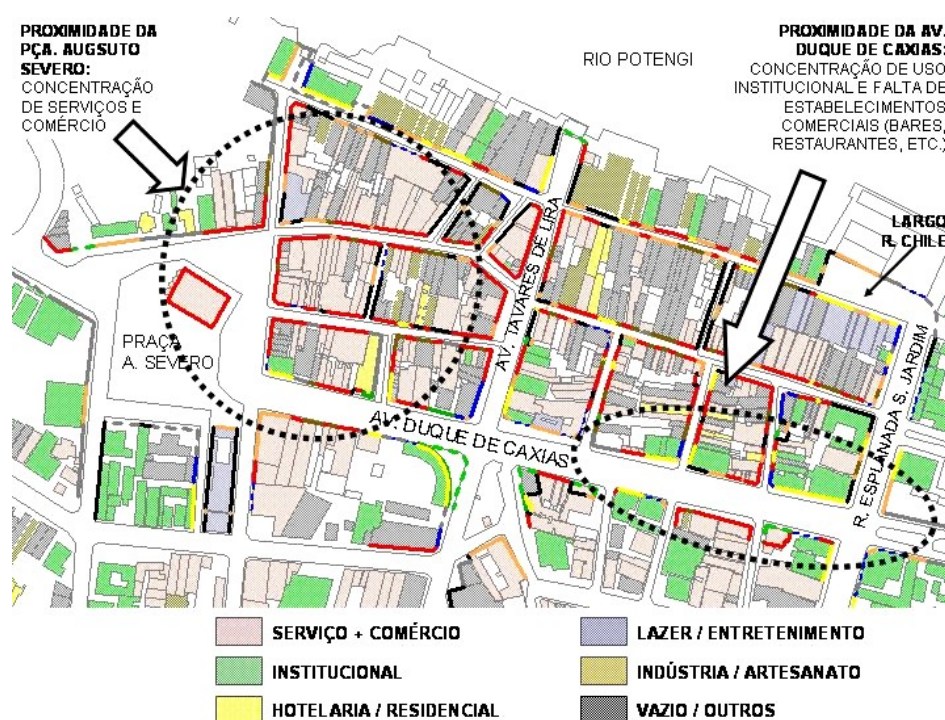 PROXIMIDADE DA
PÇA. AUGSUTO
SEVERO:
CONCENTRAÇÃO
DE SERVIÇOS E
COMÉRCIO
RIO POTENGI
PROXIMIDADE DA AV.
DUQUE DE CAXIAS:
CONCENTRAÇÃO DE USO
INSTITUCIONAL E FALTA DE
ESTABELECIMENTOS
COMERCIAIS (BARES,
RESTAURANTES, ETC.)
LARGO
R. CHILE
AV. TAVARES DE LIRA
PRAÇA
A. SEVERO
AV. DUQUE DE CAXIAS
R. ESPLANADA S. JARDIM
SERVIÇO + COMÉRCIO
LAZER / ENTRETENIMENTO
INSTITUCIONAL
INDÚSTRIA / ARTESANATO
HOTELARIA / RESIDENCIAL
VAZIO / OUTROS